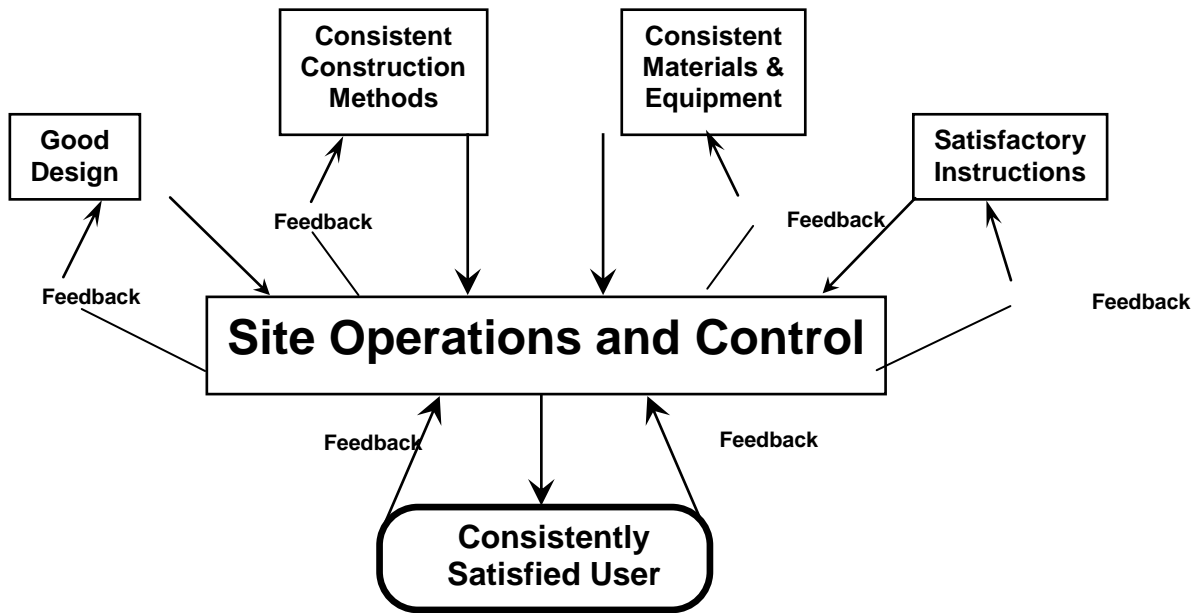 Consistent
Construction
Methods
Consistent
Materials &
Equipment
Good
Design
Satisfactory
Instructions
Feedback
Feedback
Feedback
Feedback
Site Operations and Control
Feedback
Feedback
Consistently
Satisfied User